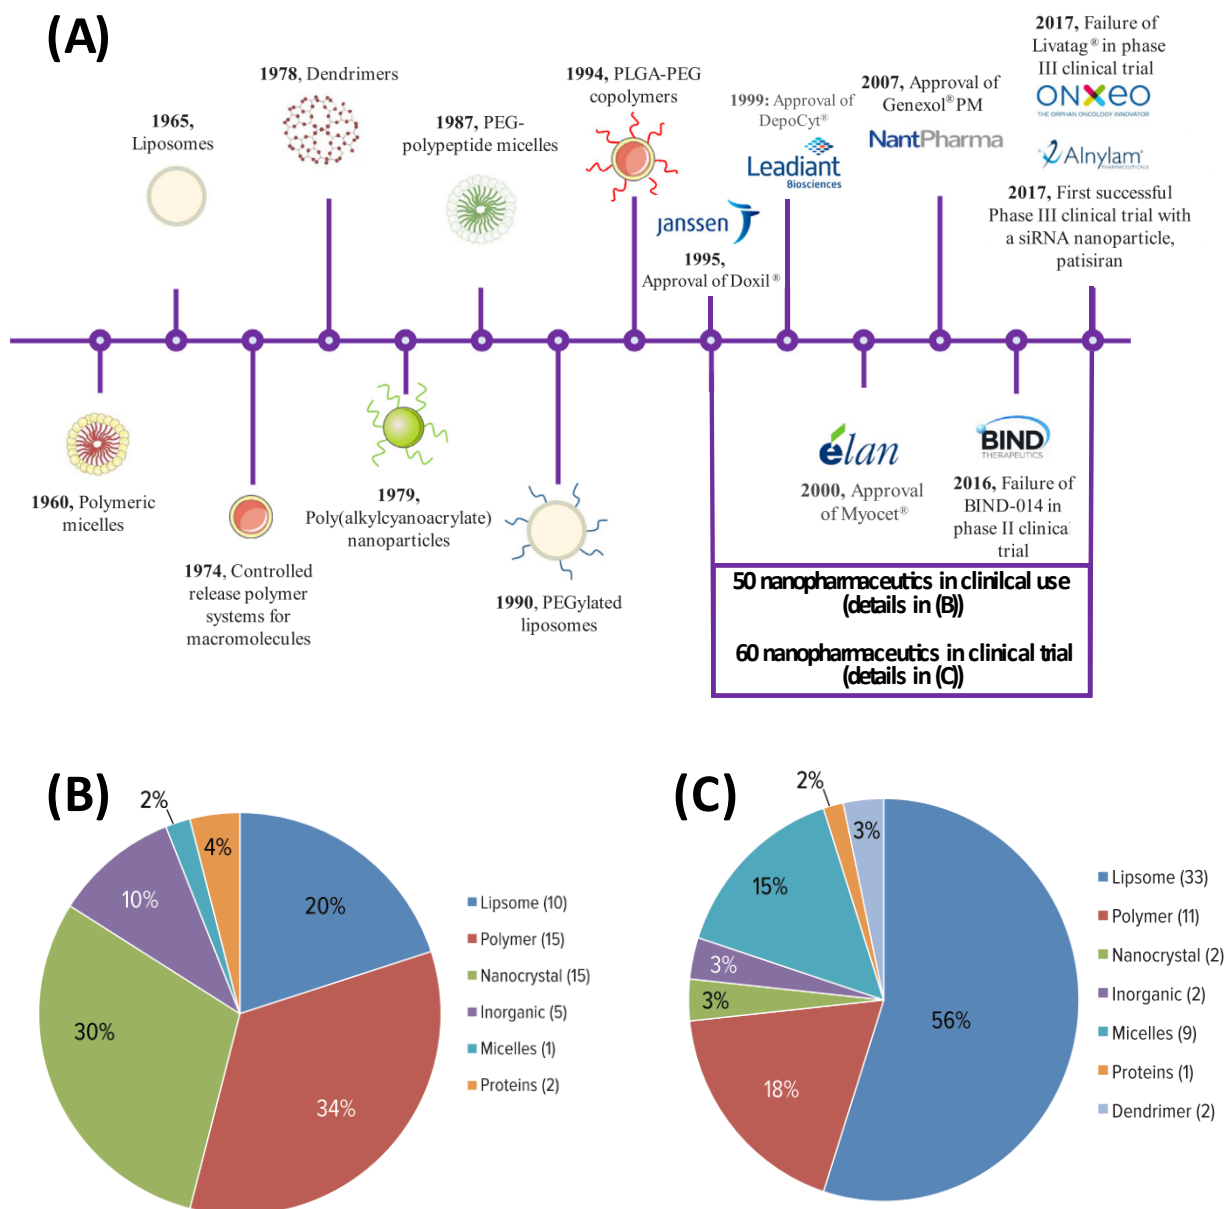 (A)
1960, Polymeric
micelles
1965,
Liposomes
1974, Controlled
release polymer
systems for
macromolecules
1978, Dendrimers
1979,
Poly(alkylcyanoacrylate)
nanoparticles
1987, PEG-
polypeptide micelles
1990, PEGylated
liposomes
1994, PLGA-PEG
copolymers
janssen
1995,
Approval of Doxil®
1999: Approval of
DepoCyt®
Leadiant
Biosciences
élan
2000, Approval
of Myocet®
2007, Approval of
Genexol®PM
NantPharma
BIND
THERAPEUTICS
2016, Failure of
BIND-014 in
phase II clinical
trial
2017, Failure of
Livatag® in phase
III clinical trial
ONXEO
THE ORPHAN ONCOLOGY INNOVATOR
Alnylam®
PHARMACEUTICALS
2017, First successful
Phase III clinical trial with
a siRNA nanoparticle,
patisiran
50 nanopharmaceutics in clinilcal use
(details in (B))
60 nanopharmaceutics in clinical trial
(details in (C))
(B)
2%
4%
20%
10%
30%
34%
Lipsome (10)
Polymer (15)
Nanocrystal (15)
Inorganic (5)
Micelles (1)
Proteins (2)
(C)
2%
3%
15%
3%
3%
56%
18%
Lipsome (33)
Polymer (11)
Nanocrystal (2)
Inorganic (2)
Micelles (9)
Proteins (1)
Dendrimer (2)